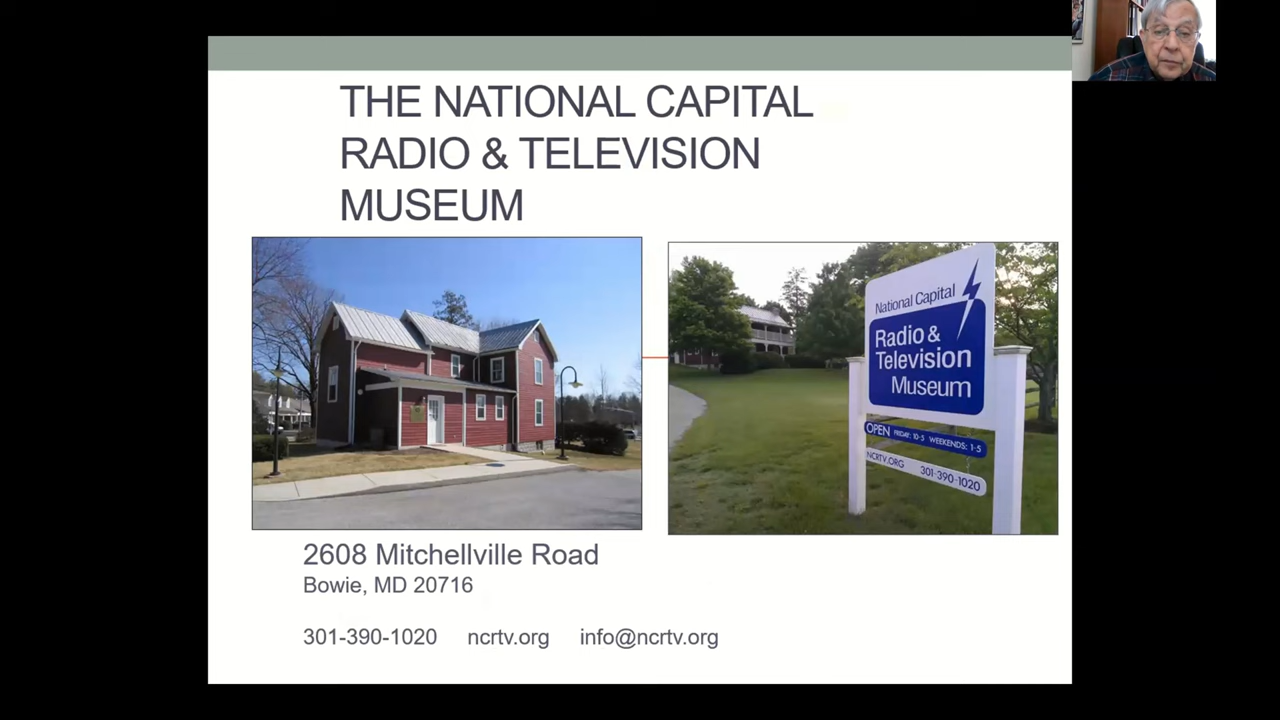 THE NATIONAL CAPITAL
RADIO & TELEVISION
MUSEUM
National Capital
Radio &
Television
Museum
OPEN FRIDAY: 10-5 WEEKENDS: 1-5
NCRTV.ORG 301-390-1020
2608 Mitchellville Road
Bowie, MD 20716
301-390-1020 ncrtv.org info@ncrtv.org